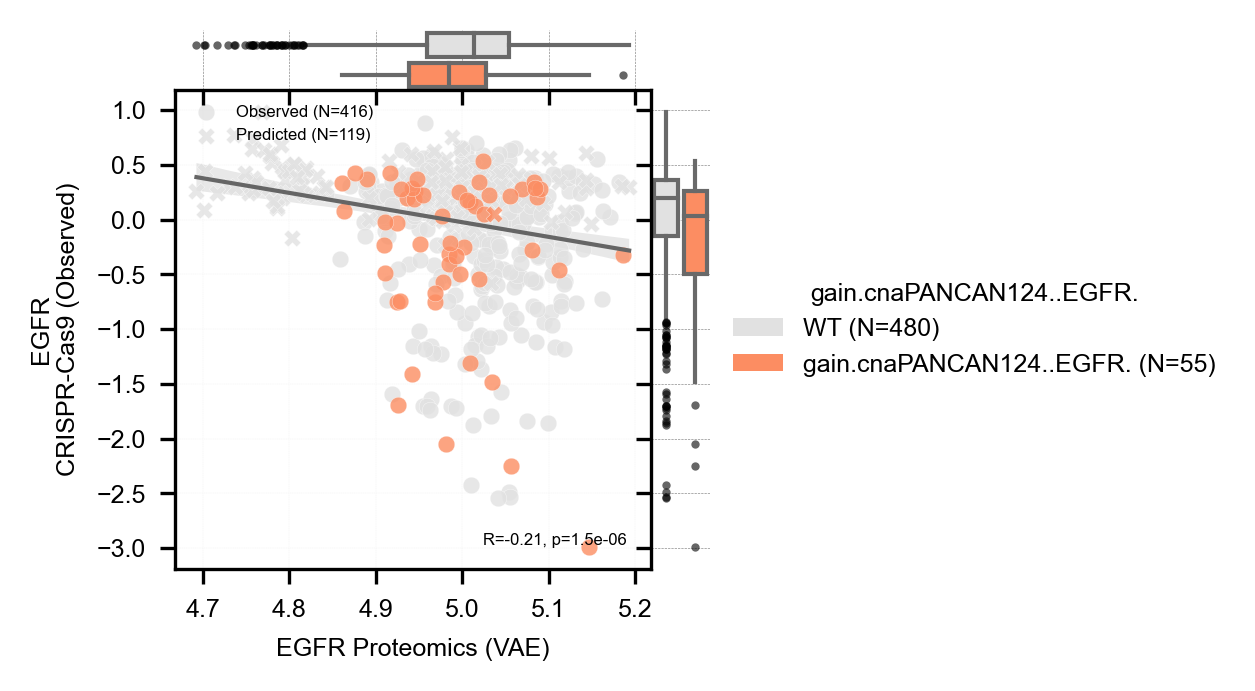 Observed (N=416)
Predicted (N=119)
1.0
0.5
0.0
−0.5
−1.0
−1.5
−2.0
−2.5
−3.0
EGFR
CRISPR-Cas9 (Observed)
R=-0.21, p=1.5e-06
4.7 4.8 4.9 5.0 5.1 5.2
EGFR Proteomics (VAE)
gain.cnaPANCAN124..EGFR.
WT (N=480)
gain.cnaPANCAN124..EGFR. (N=55)